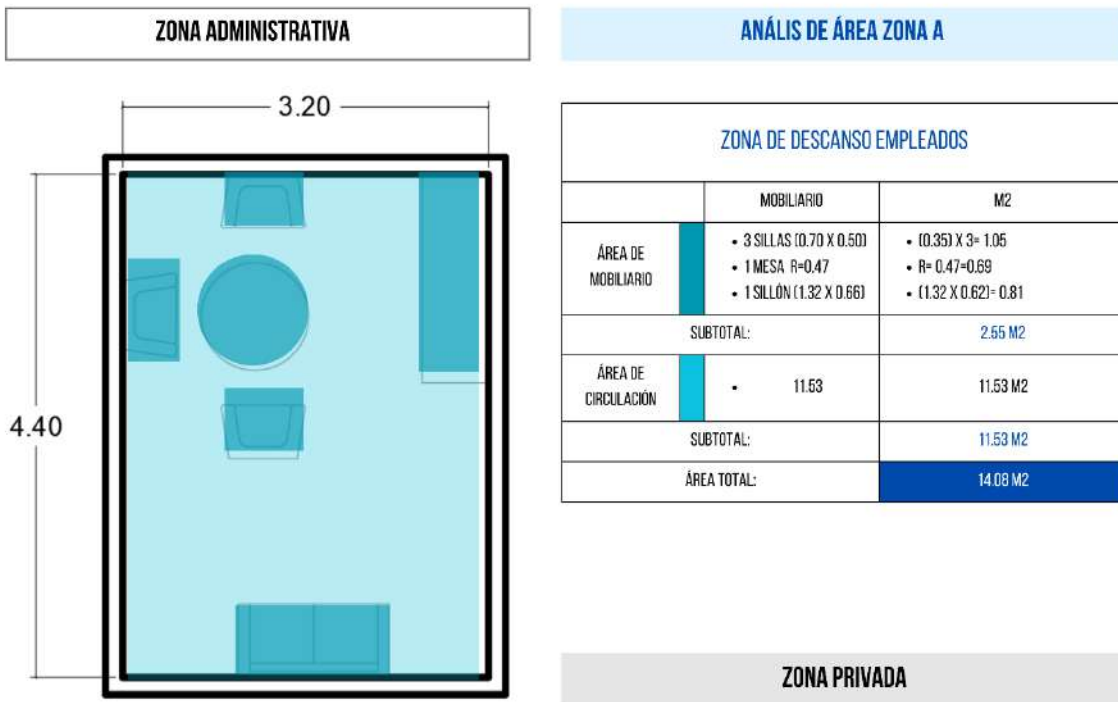 ZONA ADMINISTRATIVA
3.20
4.40
ANÁLIS DE ÁREA ZONA A
ZONA DE DESCANSO EMPLEADOS
MOBILIARIO
M2
ÁREA DE
MOBILIARIO
• 3 SILLAS (0.70 X 0.50)
• 1 MESA R=0.47
• 1 SILLÓN (1.32 X 0.66)
• (0.35) X 3= 1.05
• R= 0.47=0.69
• (1.32 X 0.62)= 0.81
SUBTOTAL:
2.55 M2
ÁREA DE
CIRCULACIÓN
• 11.53
11.53 M2
SUBTOTAL:
11.53 M2
ÁREA TOTAL:
14.08 M2
ZONA PRIVADA